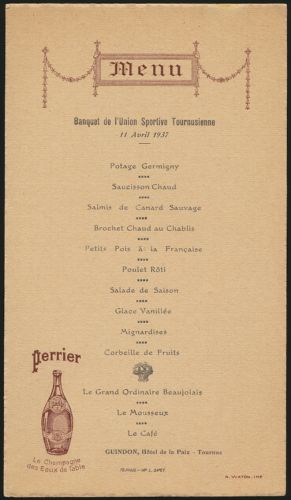 Menu
Banquet de l'Union Sportive Tournusienne
11 Avril 1937
Potage Germigny
Saucisson Chaud
Salmis de Canard Sauvage
Brochet Chaud au Chablis
Petits Pois à la Française
Poulet Rôti
Salade de Saison
Glace Vanillée
Mignardises
Corbeille de Fruits
Perrier
Le Grand Ordinaire Beaujolais
Le Mousseux
Le Café
Le Champagne
des Eaux de Table
GUINDON, Hôtel de la Paix - Tournus